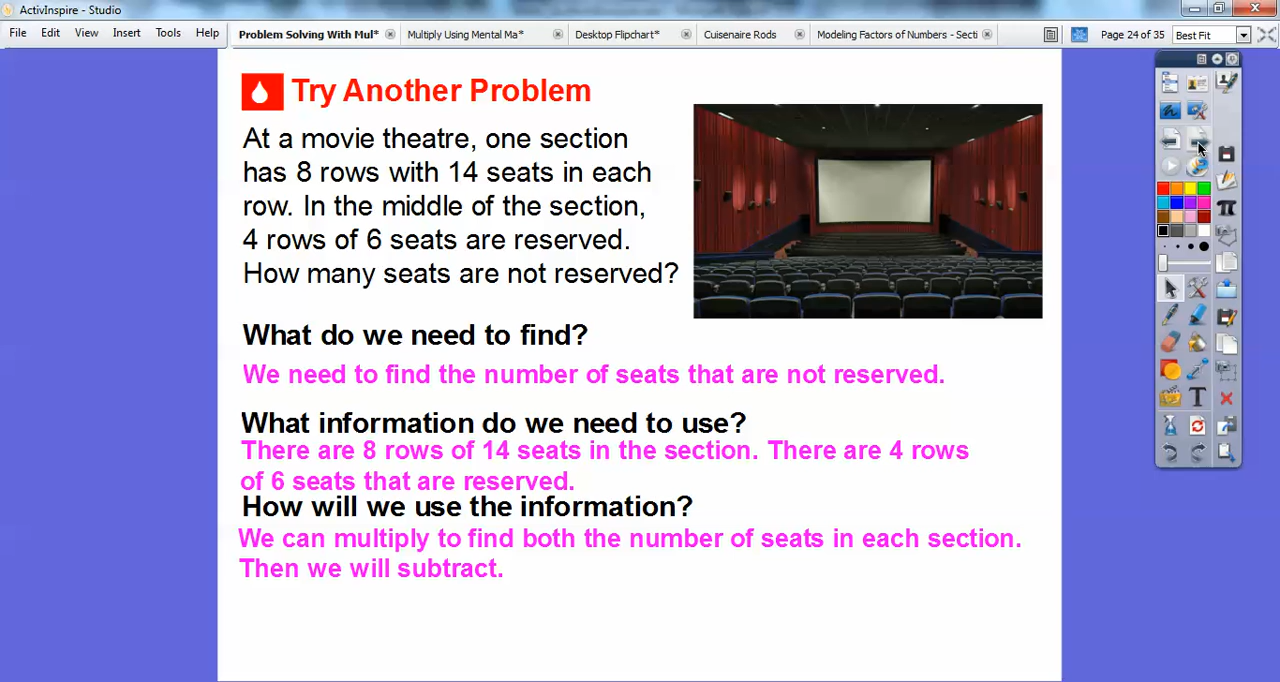 ActivInspire - Studio
File Edit View Insert Tools Help
Problem Solving With Mul* Multiply Using Mental Ma* Desktop Flipchart* Cuisenaire Rods Modeling Factors of Numbers - Secti Page 24 of 35 Best Fit
Try Another Problem
At a movie theatre, one section
has 8 rows with 14 seats in each
row. In the middle of the section,
4 rows of 6 seats are reserved.
How many seats are not reserved?
What do we need to find?
We need to find the number of seats that are not reserved.
What information do we need to use?
There are 8 rows of 14 seats in the section. There are 4 rows
of 6 seats that are reserved.
How will we use the information?
We can multiply to find both the number of seats in each section.
Then we will subtract.